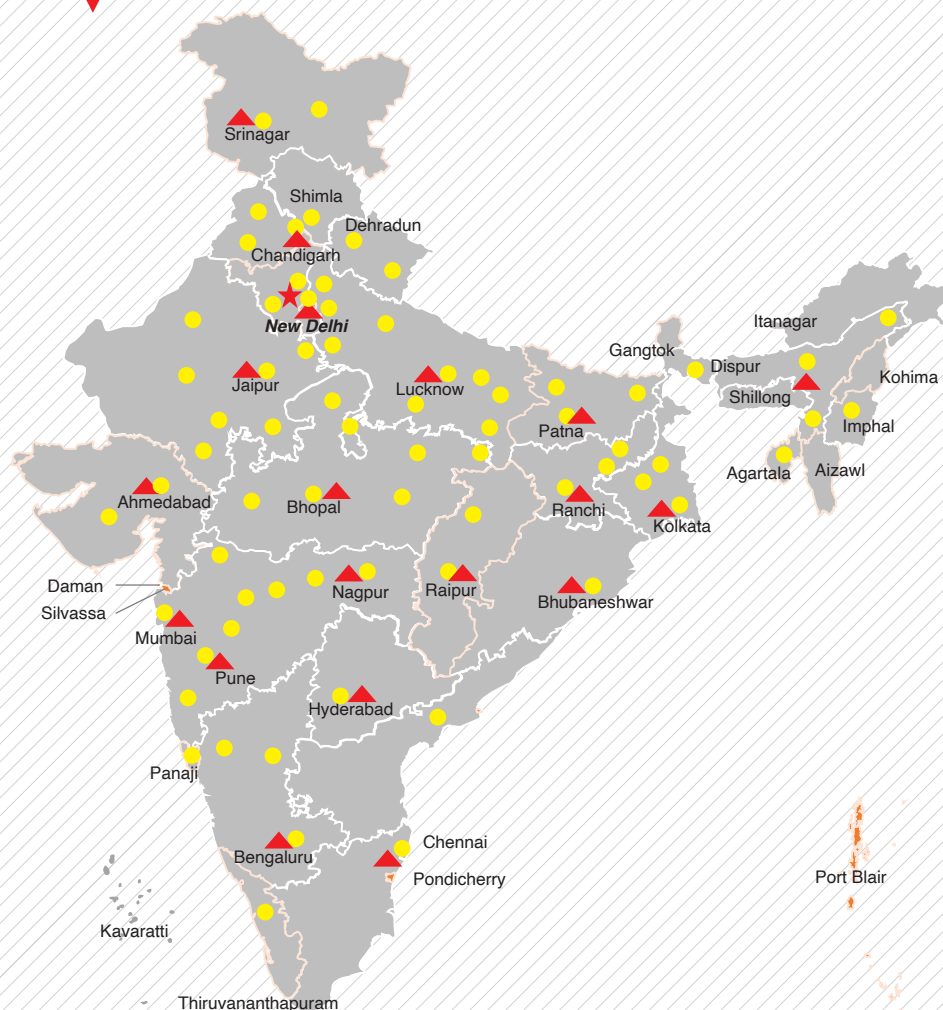 Srinagar
Shimla
Dehradun
Chandigarh
New Delhi
Itanagar
Gangtok
Dispur
Kohima
Jaipur
Lucknow
Shillong
Imphal
Patna
Agartala
Aizawl
Ahmedabad
Bhopal
Ranchi
Kolkata
Daman
Nagpur
Raipur
Bhubaneshwar
Silvassa
Mumbai
Pune
Hyderabad
Panaji
Chennai
Bengaluru
Pondicherry
Port Blair
Kavaratti
Thiruvananthapuram